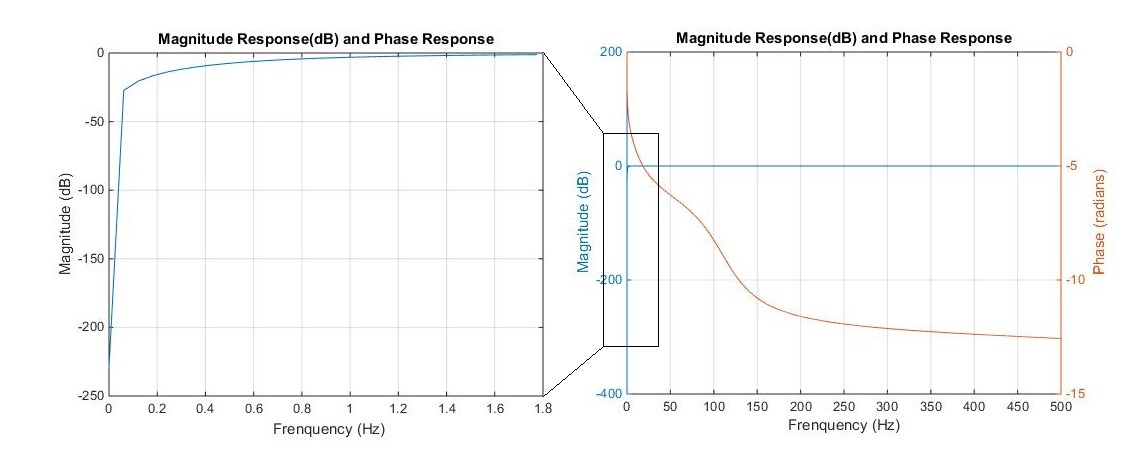 Magnitude Response(dB) and Phase Response
0
-50
-100
-150
-200
-250
Magnitude (dB)
0 0.2 0.4 0.6 0.8 1 1.2 1.4 1.6 1.8
Frenquency (Hz)
Magnitude Response(dB) and Phase Response
200
0
-200
-400
Magnitude (dB)
0
-5
-10
-15
Phase (radians)
0 50 100 150 200 250 300 350 400 450 500
Frenquency (Hz)